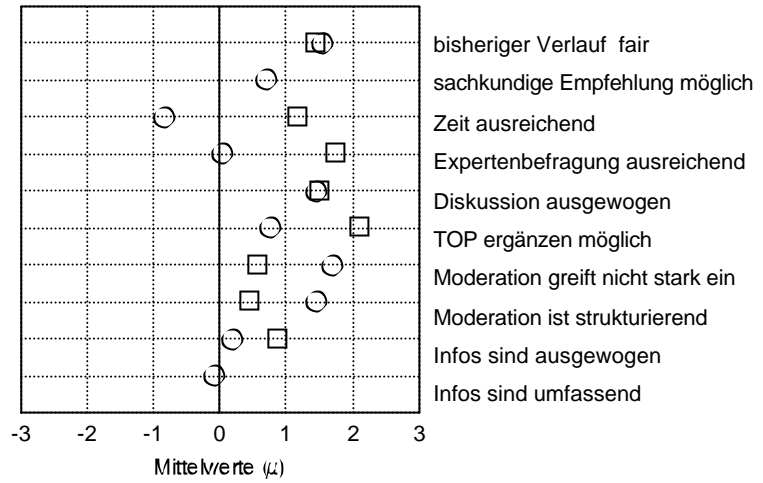 bisheriger Verlauf fair
sachkundige Empfehlung möglich
Zeit ausreichend
Expertenbefragung ausreichend
Diskussion ausgewogen
TOP ergänzen möglich
Moderation greift nicht stark ein
Moderation ist strukturierend
Infos sind ausgewogen
Infos sind umfassend
-3 -2 -1 0 1 2 3
Mittelwerte (μ)